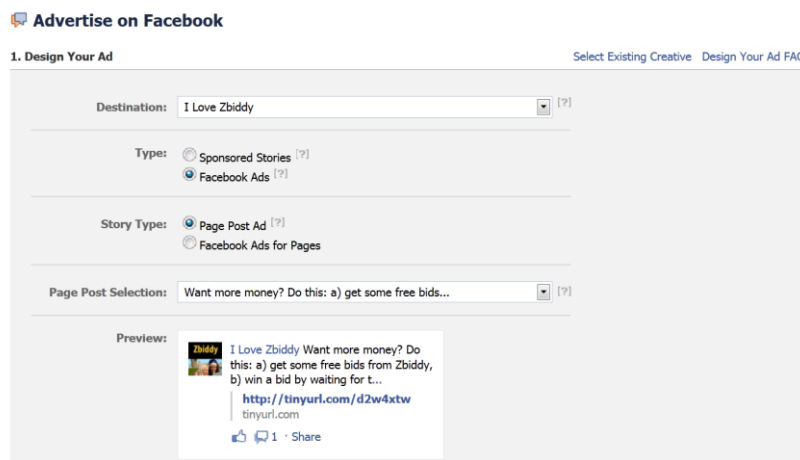 Advertise on Facebook
1. Design Your Ad
Select Existing Creative Design Your Ad FAQ
Destination: I Love Zbiddy [?]
Type: Sponsored Stories [?]
Facebook Ads [?]
Story Type: Page Post Ad [?]
Facebook Ads for Pages
Page Post Selection: Want more money? Do this: a) get some free bids... [?]
Preview:
Zbiddy
I Love Zbiddy Want more money? Do
this: a) get some free bids from Zbiddy,
b) win a bid by waiting for t...
http://tinyurl.com/d2w4xtw
tinyurl.com
1 · Share